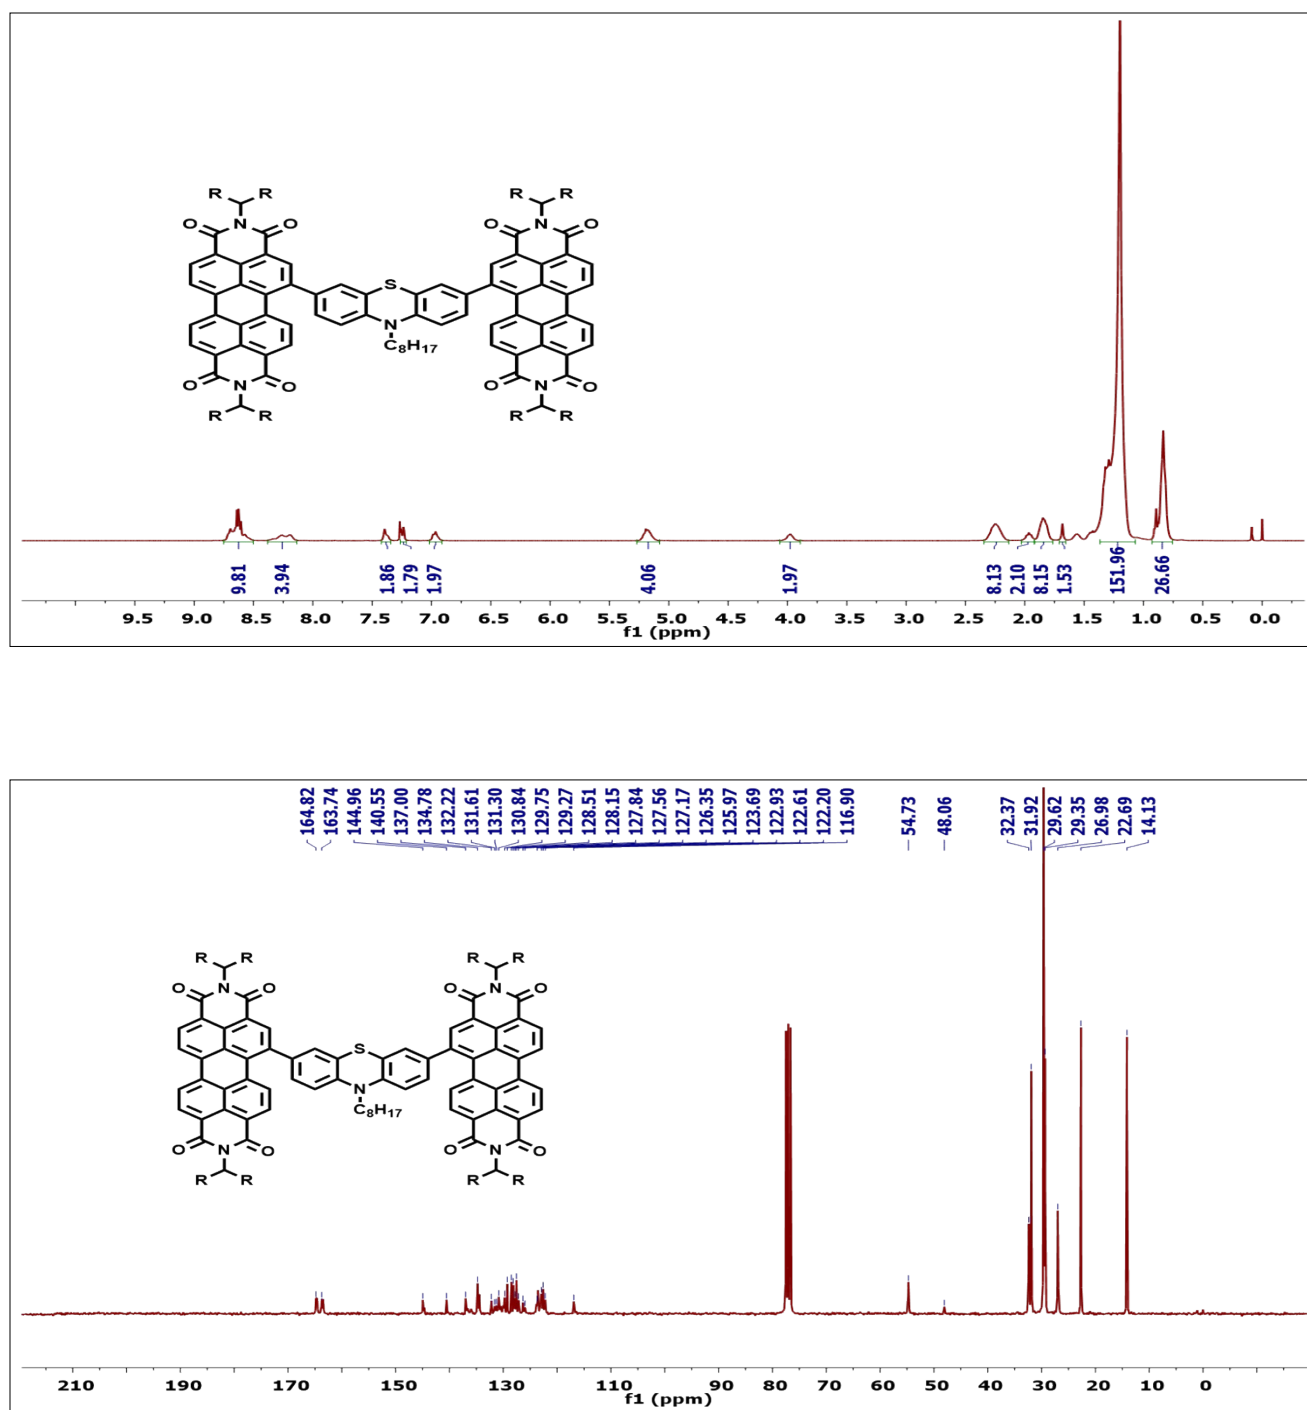 R R R R
O N O O N O
S
N
C8H17
O N O O N O
R R R R
9.81 3.94 1.86 1.79 1.97 4.06 1.97 8.13 2.10 8.15 1.53 151.96 26.66
9.5 9.0 8.5 8.0 7.5 7.0 6.5 6.0 5.5 5.0 4.5 4.0 3.5 3.0 2.5 2.0 1.5 1.0 0.5 0.0
f1 (ppm)
164.82 163.74 144.96 140.55 137.00 134.78 132.22 131.61 131.30 130.84 129.75 129.27 128.51 128.15 127.84 127.56 127.17 126.35 125.97 123.69 122.93 122.61 122.20 116.90 54.73 48.06 32.37 31.92 29.62 29.35 26.98 22.69 14.13
R R R R
O N O O N O
S
N
C8H17
O N O O N O
R R R R
210 190 170 150 130 110 90 80 70 60 50 40 30 20 10 0
f1 (ppm)